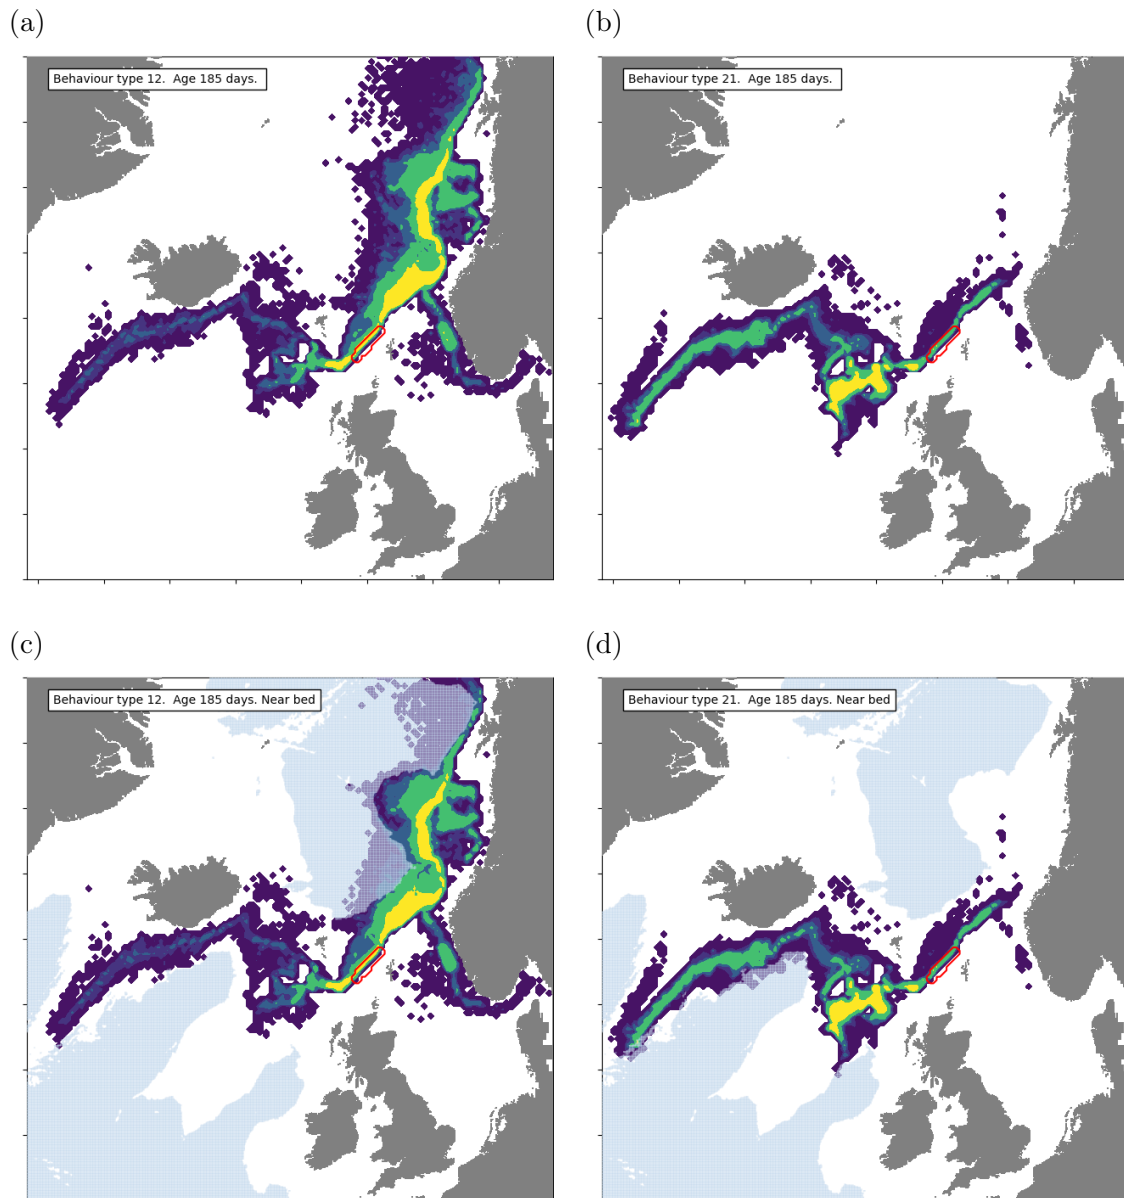 (a)
(b)
Behaviour type 12.  Age 185 days.
Behaviour type 21.  Age 185 days.
(c)
(d)
Behaviour type 12.  Age 185 days. Near bed
Behaviour type 21.  Age 185 days. Near bed